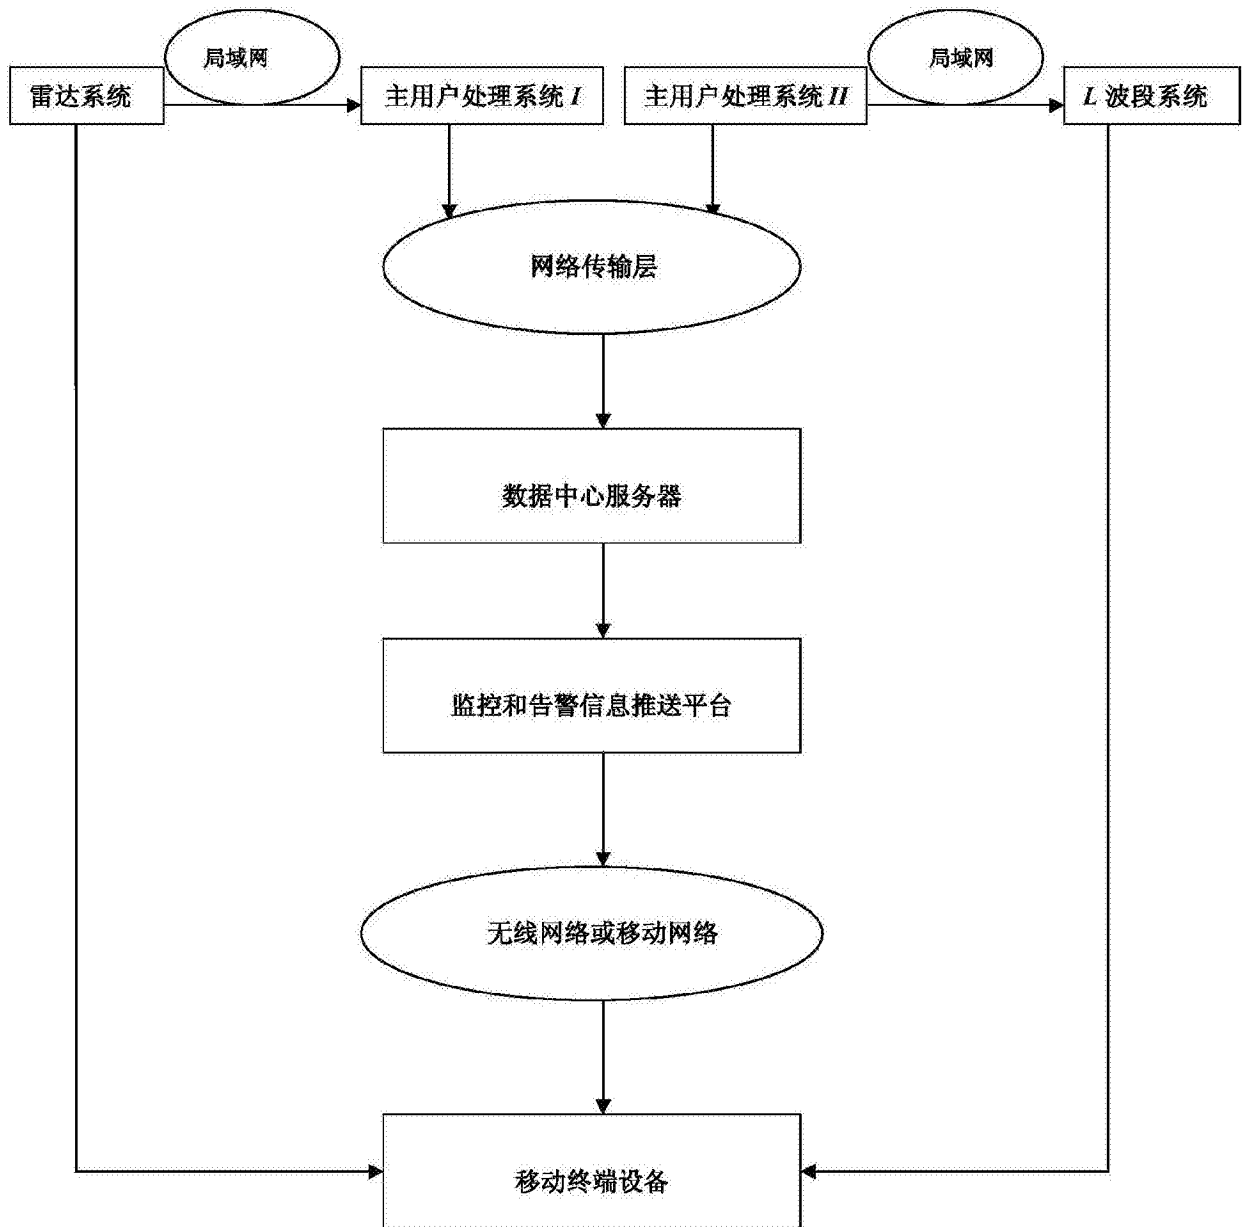 局域网
局域网
雷达系统
主用户处理系统 I
主用户处理系统 II
L 波段系统
网络传输层
数据中心服务器
监控和告警信息推送平台
无线网络或移动网络
移动终端设备